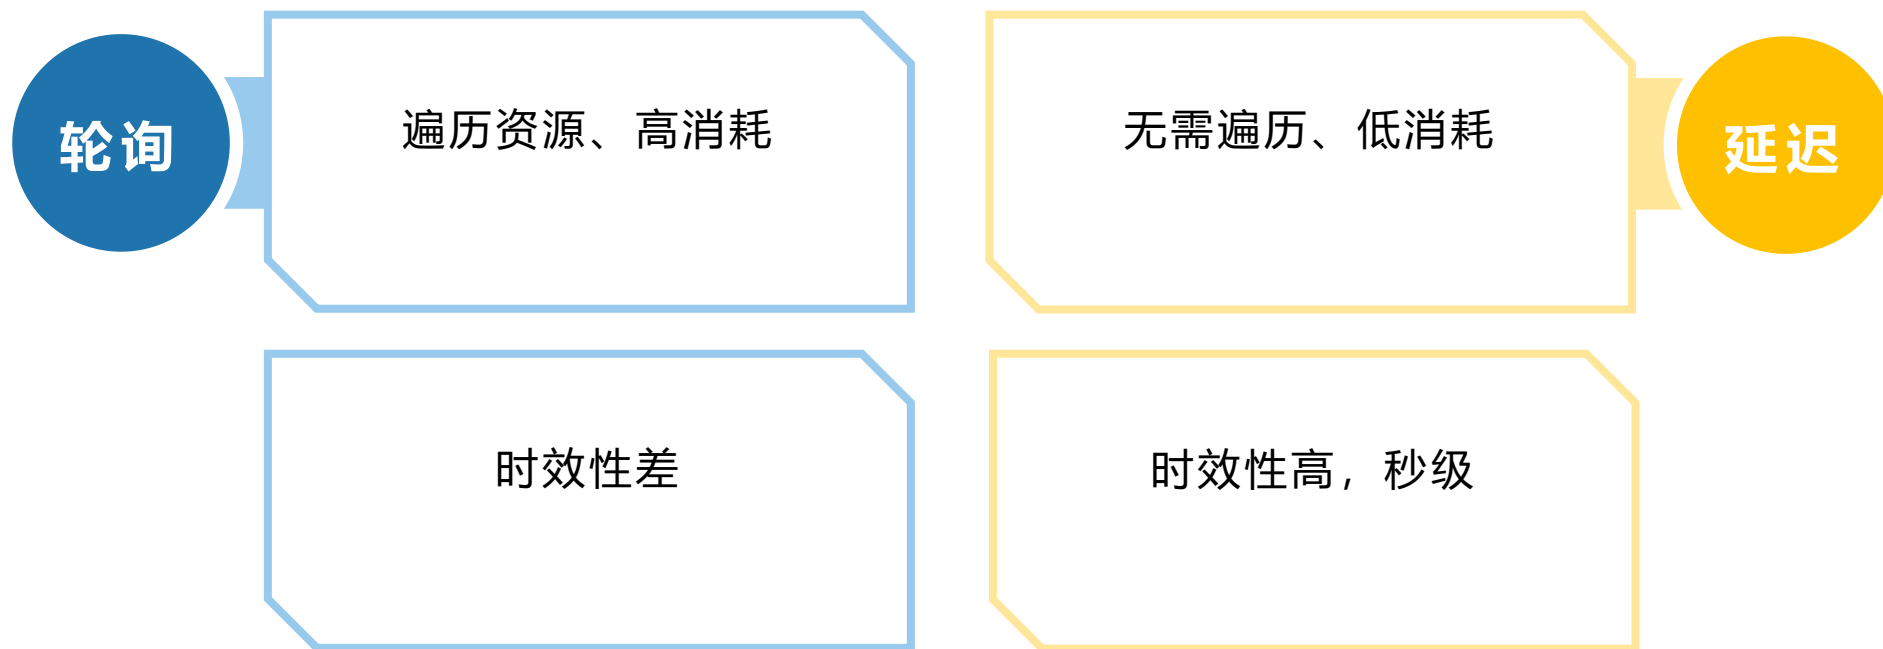 轮询
遍历资源、高消耗
无需遍历、低消耗
延迟
时效性差
时效性高，秒级